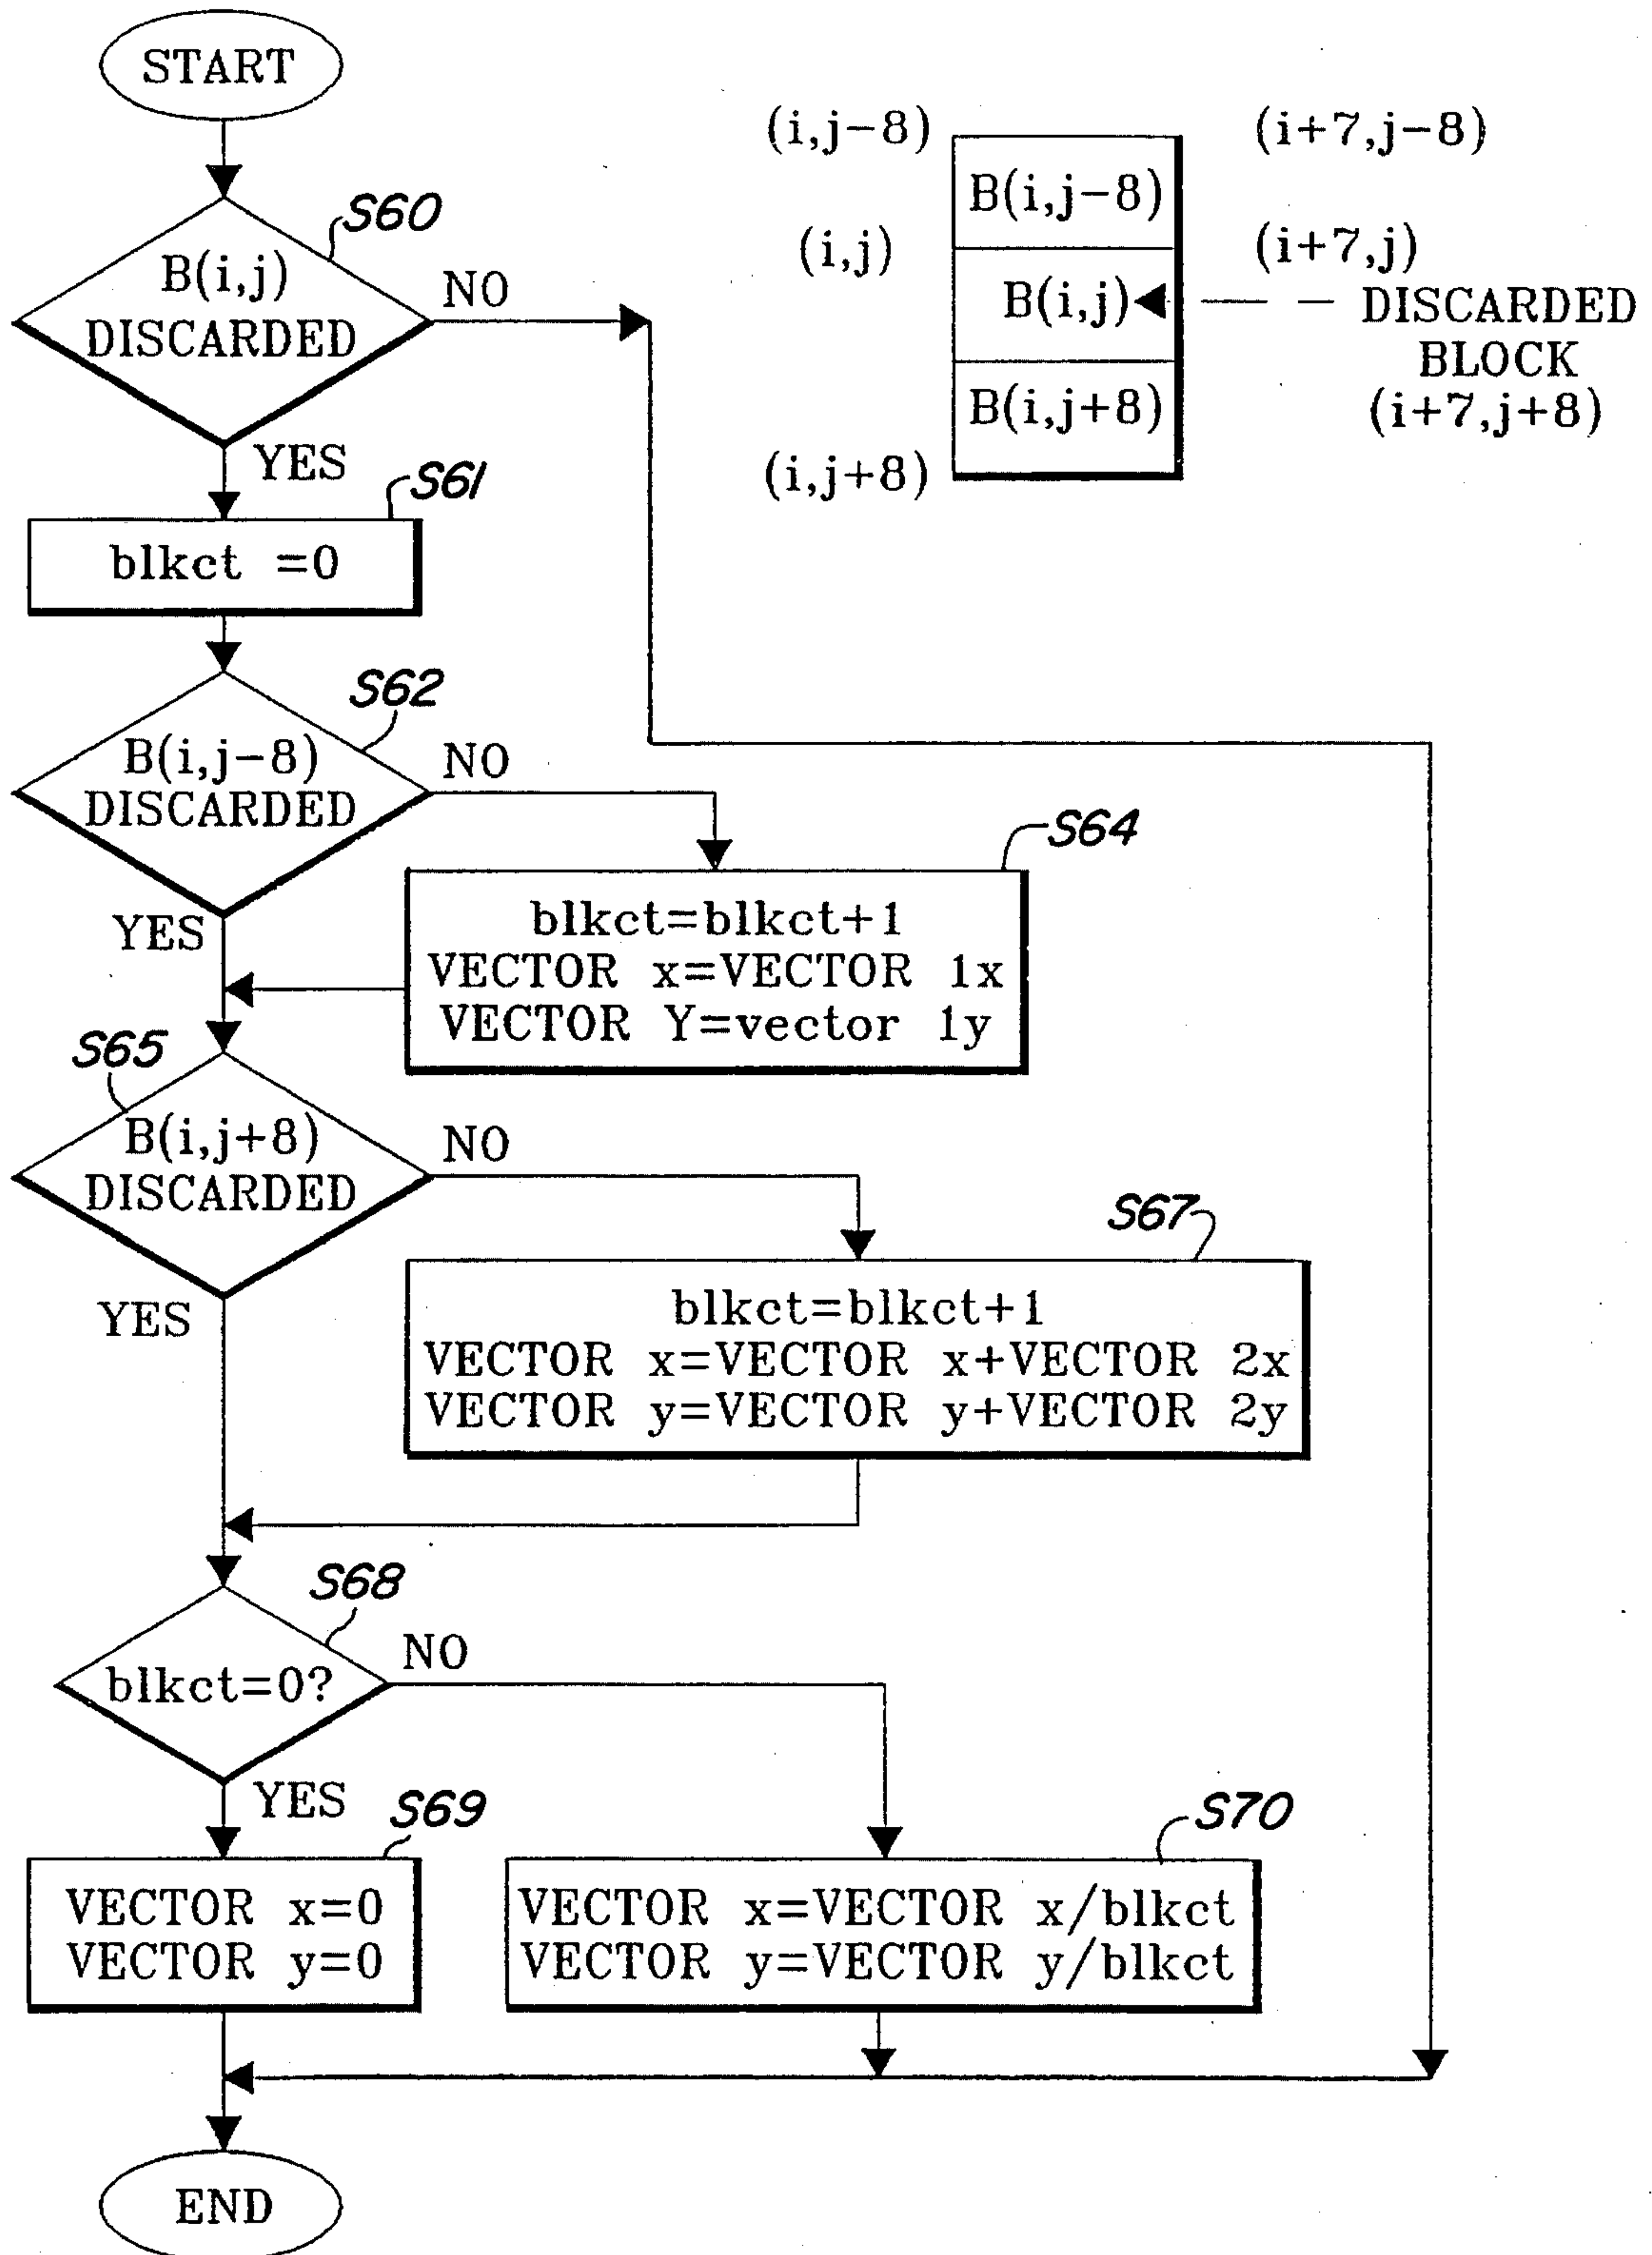 START
(i,j-8)
(i+7,j-8)
B(i,j-8)
S60
(i,j)
(i+7,j)
B(i,j)
DISCARDED
NO
B(i,j)
DISCARDED
BLOCK
B(i,j+8)
(i+7,j+8)
YES
(i,j+8)
S61
blkct =0
S62
B(i,j-8)
DISCARDED
NO
S64
YES
blkct=blkct+1
VECTOR x=VECTOR 1x
VECTOR Y=vector 1y
S65
B(i,j+8)
DISCARDED
NO
S67
YES
blkct=blkct+1
VECTOR x=VECTOR x+VECTOR 2x
VECTOR y=VECTOR y+VECTOR 2y
S68
blkct=0?
NO
YES
S69
S70
VECTOR x=0
VECTOR y=0
VECTOR x=VECTOR x/blkct
VECTOR y=VECTOR y/blkct
END